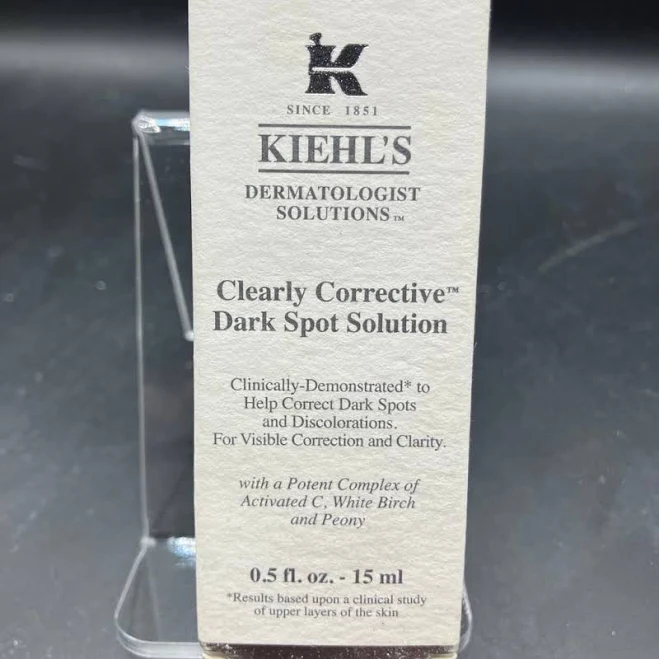 K
SINCE 1851
KIEHL'S
DERMATOLOGIST
SOLUTIONS™
Clearly Corrective™
Dark Spot Solution
Clinically-Demonstrated* to
Help Correct Dark Spots
and Discolorations.
For Visible Correction and Clarity.
with a Potent Complex of
Activated C, White Birch
and Peony
0.5 fl. oz. - 15 ml
*Results based upon a clinical study
of upper layers of the skin